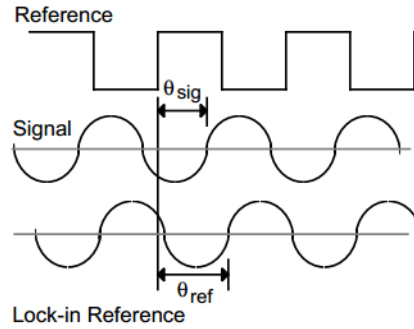 Reference
θsig
Signal
θref
Lock-in Reference